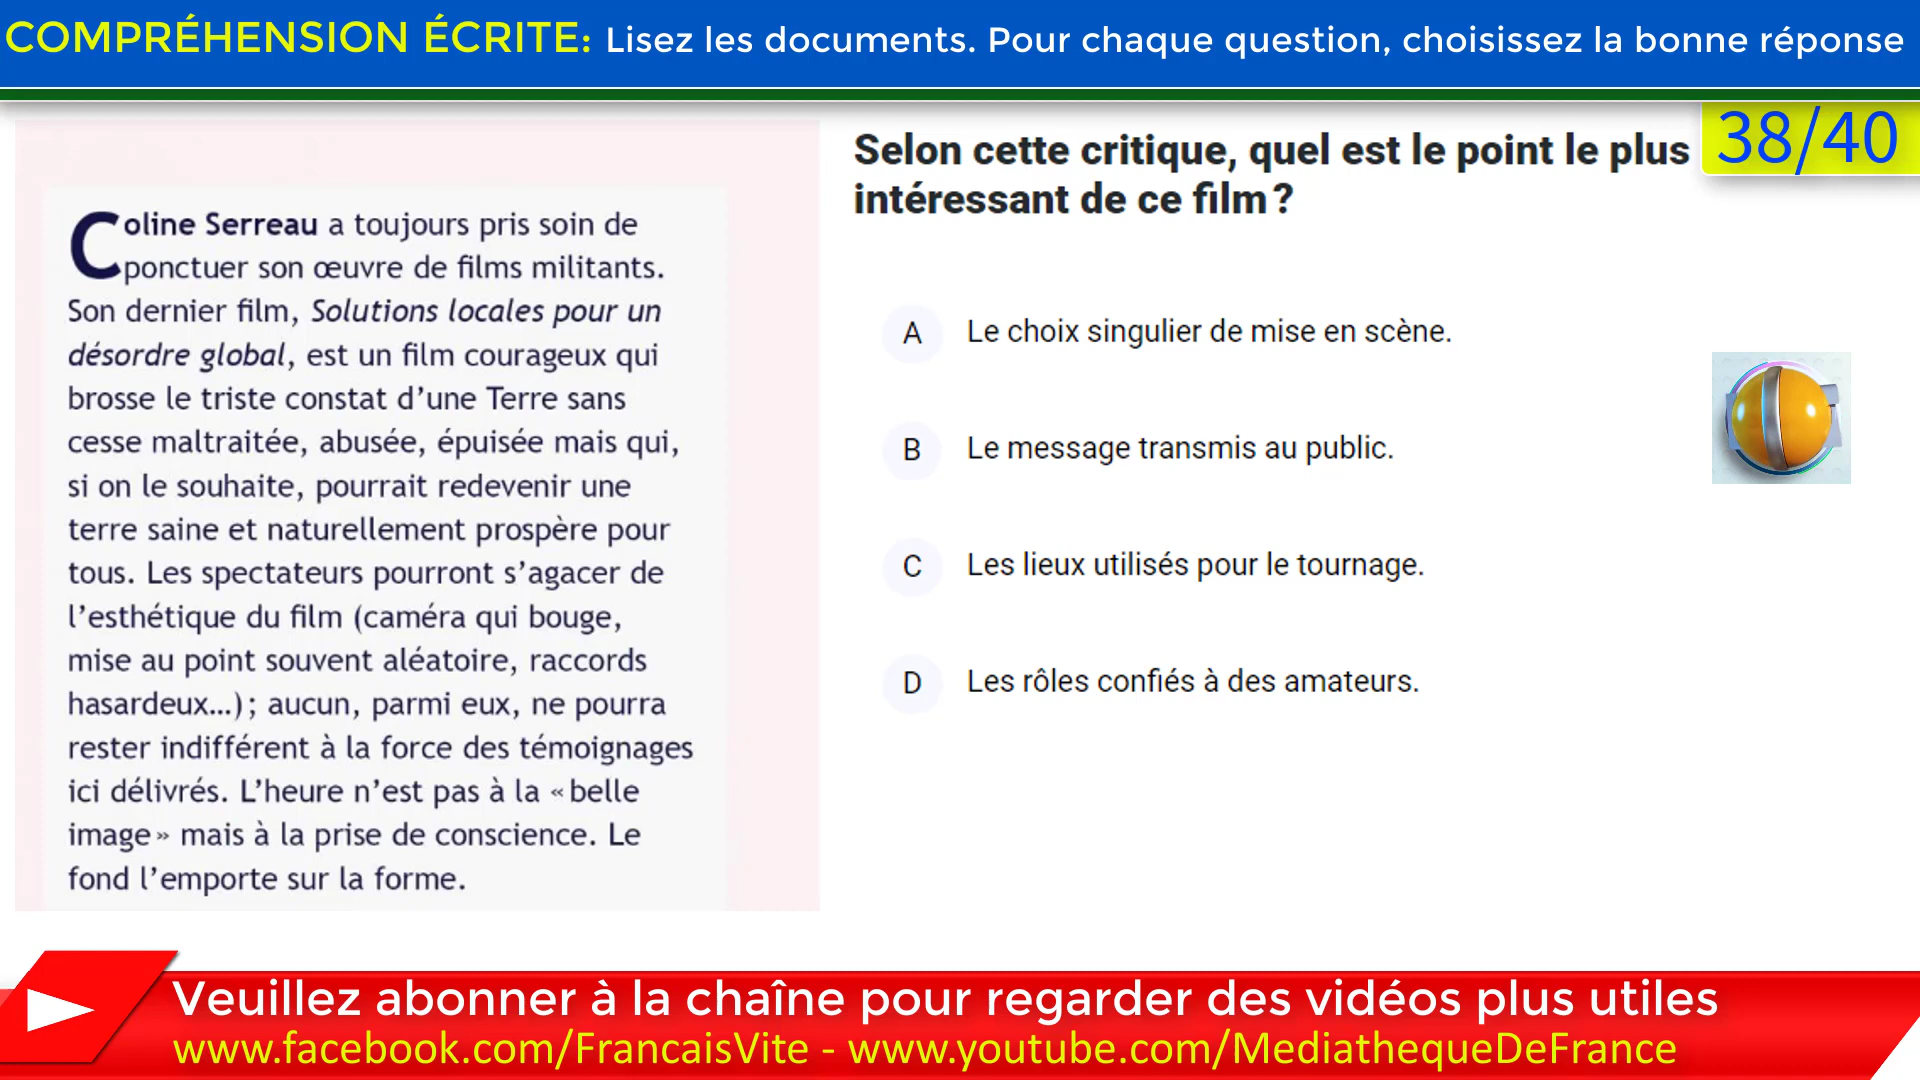 COMPRÉHENSION ÉCRITE: Lisez les documents. Pour chaque question, choisissez la bonne réponse
38/40
Coline Serreau a toujours pris soin de
ponctuer son œuvre de films militants.
Son dernier film, Solutions locales pour un
désordre global, est un film courageux qui
brosse le triste constat d’une Terre sans
cesse maltraitée, abusée, épuisée mais qui,
si on le souhaite, pourrait redevenir une
terre saine et naturellement prospère pour
tous. Les spectateurs pourront s’agacer de
l’esthétique du film (caméra qui bouge,
mise au point souvent aléatoire, raccords
hasardeux...) ; aucun, parmi eux, ne pourra
rester indifférent à la force des témoignages
ici délivrés. L’heure n’est pas à la « belle
image » mais à la prise de conscience. Le
fond l’emporte sur la forme.
Selon cette critique, quel est le point le plus
intéressant de ce film ?
A Le choix singulier de mise en scène.
B Le message transmis au public.
C Les lieux utilisés pour le tournage.
D Les rôles confiés à des amateurs.
Veuillez abonner à la chaîne pour regarder des vidéos plus utiles
www.facebook.com/FrancaisVite - www.youtube.com/MediathequeDeFrance